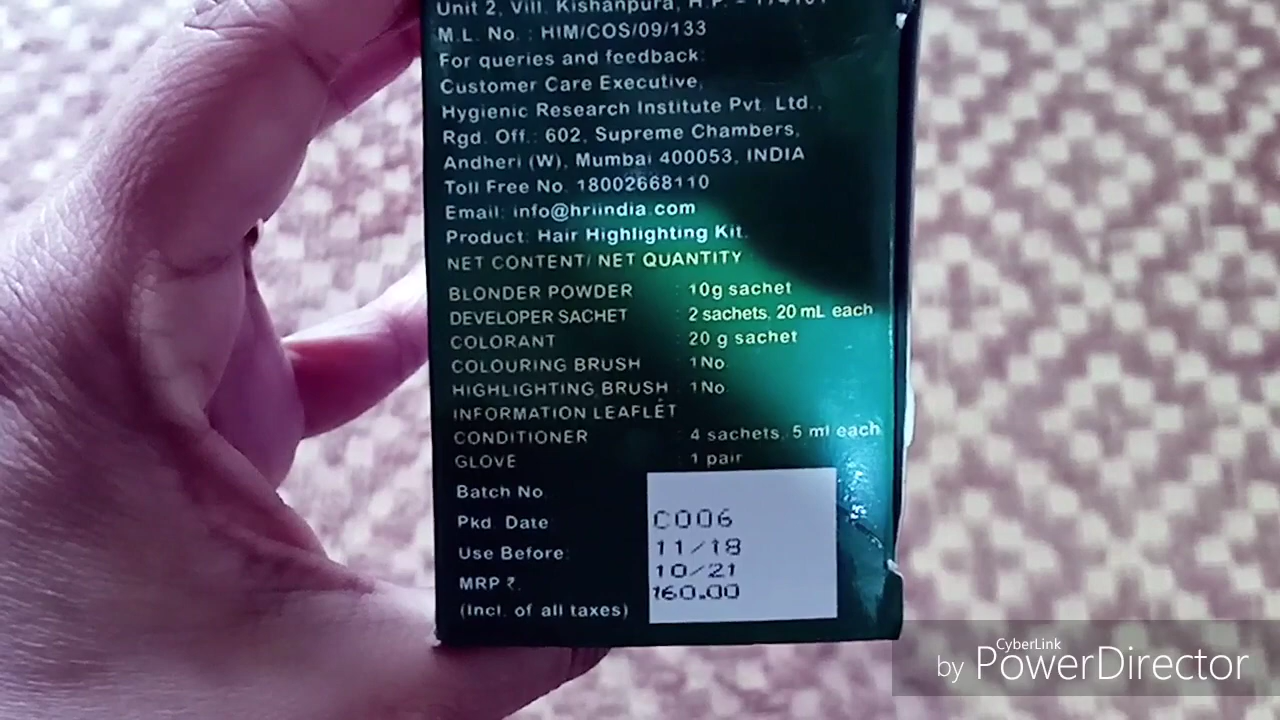 Unit 2, Vill. Kishanpura, H.P. - 174101
M.L. No. : HIM/COS/09/133
For queries and feedback:
Customer Care Executive,
Hygienic Research Institute Pvt. Ltd.,
Rgd. Off.: 602, Supreme Chambers,
Andheri (W), Mumbai 400053, INDIA
Toll Free No. 18002668110
Email: info@hriindia.com
Product: Hair Highlighting Kit.
NET CONTENT/ NET QUANTITY
BLONDER POWDER : 10g sachet
DEVELOPER SACHET : 2 sachets, 20 mL each
COLORANT : 20 g sachet
COLOURING BRUSH : 1No.
HIGHLIGHTING BRUSH : 1No.
INFORMATION LEAFLET
CONDITIONER : 4 sachets, 5 ml each
GLOVE : 1 pair
Batch No. C006
Pkd. Date 11/18
Use Before: 10/21
MRP ₹. 160.00
(Incl. of all taxes)
CyberLink
by PowerDirector